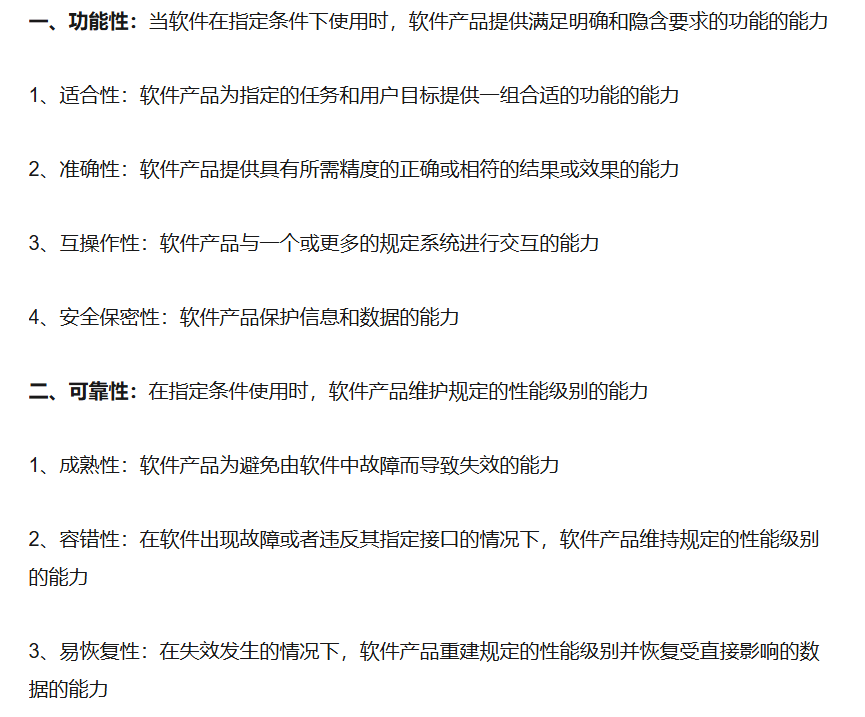 一、功能性：当软件在指定条件下使用时，软件产品提供满足明确和隐含要求的功能的能力
1、适合性：软件产品为指定的任务和用户目标提供一组合适的功能的能力
2、准确性：软件产品提供具有所需精度的正确或相符的结果或效果的能力
3、互操作性：软件产品与一个或更多的规定系统进行交互的能力
4、安全保密性：软件产品保护信息和数据的能力
二、可靠性：在指定条件使用时，软件产品维护规定的性能级别的能力
1、成熟性：软件产品为避免由软件中故障而导致失效的能力
2、容错性：在软件出现故障或者违反其指定接口的情况下，软件产品维持规定的性能级别
的能力
3、易恢复性：在失效发生的情况下，软件产品重建规定的性能级别并恢复受直接影响的数
据的能力